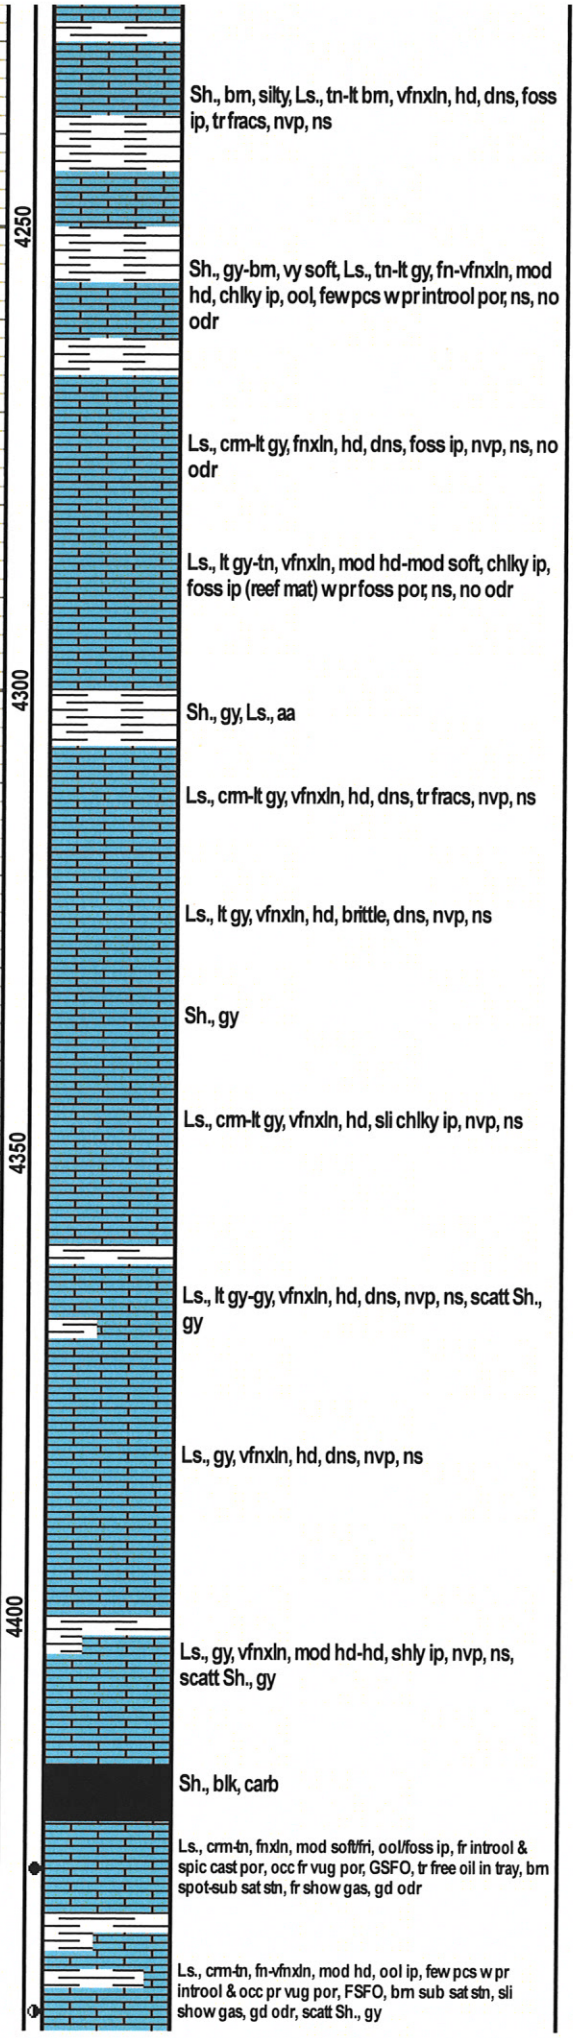 Sh., brn, silty, Ls., tn-lt brn, vfnxln, hd, dns, foss
ip, tr fracs, nvp, ns
4250
Sh., gy-brn, vy soft, Ls., tn-lt gy, fn-vfnxln, mod
hd, chlky ip, ool, few pcs w pr introol por, ns, no
odr
Ls., crm-lt gy, fnxln, hd, dns, foss ip, nvp, ns, no
odr
Ls., lt gy-tn, vfnxln, mod hd-mod soft, chlky ip,
foss ip (reef mat) w pr foss por, ns, no odr
4300
Sh., gy, Ls., aa
Ls., crm-lt gy, vfnxln, hd, dns, tr fracs, nvp, ns
Ls., lt gy, vfnxln, hd, brittle, dns, nvp, ns
Sh., gy
Ls., crm-lt gy, vfnxln, hd, sli chlky ip, nvp, ns
4350
Ls., lt gy-gy, vfnxln, hd, dns, nvp, ns, scatt Sh.,
gy
Ls., gy, vfnxln, hd, dns, nvp, ns
4400
Ls., gy, vfnxln, mod hd-hd, shly ip, nvp, ns,
scatt Sh., gy
Sh., blk, carb
Ls., crm-tn, fnxln, mod soft/fri, ool/foss ip, fr introol &
spic cast por, occ fr vug por, GSFO, tr free oil in tray, brn
spot-sub sat stn, fr show gas, gd odr
Ls., crm-tn, fn-vfnxln, mod hd, ool ip, few pcs w pr
introol & occ pr vug por, FSFO, brn sub sat stn, sli
show gas, gd odr, scatt Sh., gy